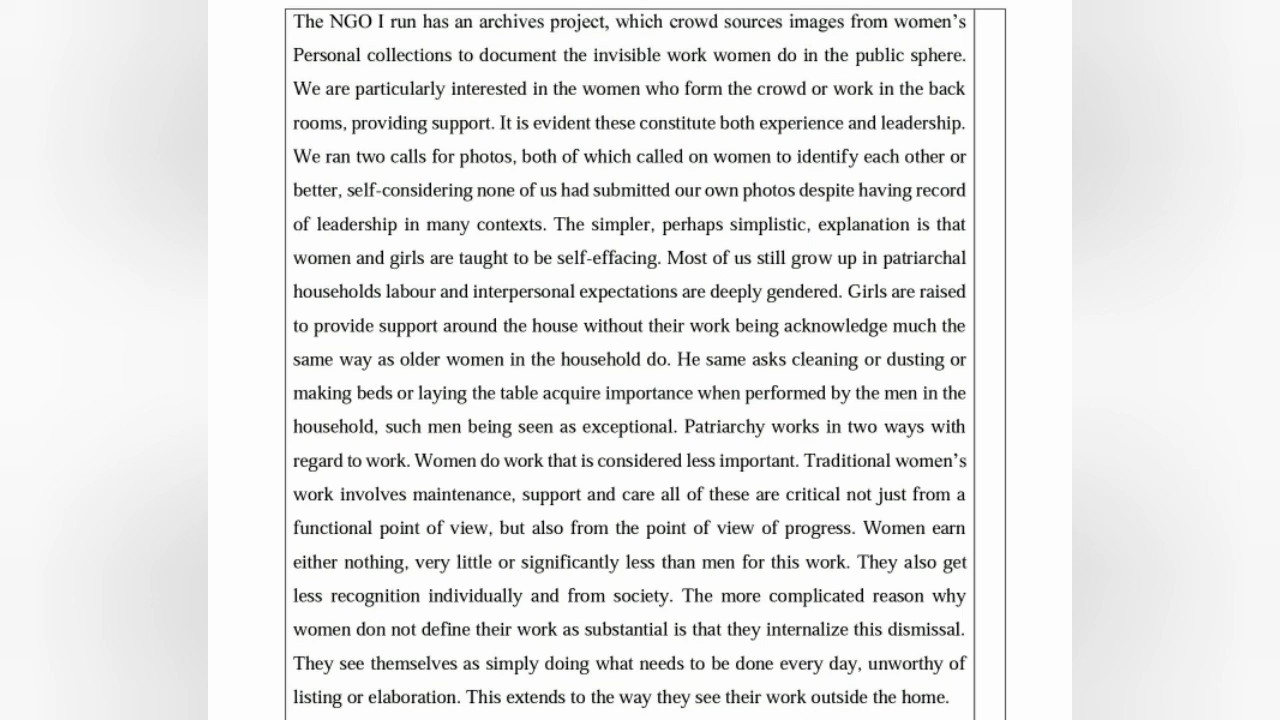 The NGO I run has an archives project, which crowd sources images from women's
Personal collections to document the invisible work women do in the public sphere.
We are particularly interested in the women who form the crowd or work in the back
rooms, providing support. It is evident these constitute both experience and leadership.
We ran two calls for photos, both of which called on women to identify each other or
better, self-considering none of us had submitted our own photos despite having record
of leadership in many contexts. The simpler, perhaps simplistic, explanation is that
women and girls are taught to be self-effacing. Most of us still grow up in patriarchal
households labour and interpersonal expectations are deeply gendered. Girls are raised
to provide support around the house without their work being acknowledge much the
same way as older women in the household do. He same asks cleaning or dusting or
making beds or laying the table acquire importance when performed by the men in the
household, such men being seen as exceptional. Patriarchy works in two ways with
regard to work. Women do work that is considered less important. Traditional women's
work involves maintenance, support and care all of these are critical not just from a
functional point of view, but also from the point of view of progress. Women earn
either nothing, very little or significantly less than men for this work. They also get
less recognition individually and from society. The more complicated reason why
women don not define their work as substantial is that they internalize this dismissal.
They see themselves as simply doing what needs to be done every day, unworthy of
listing or elaboration. This extends to the way they see their work outside the home.